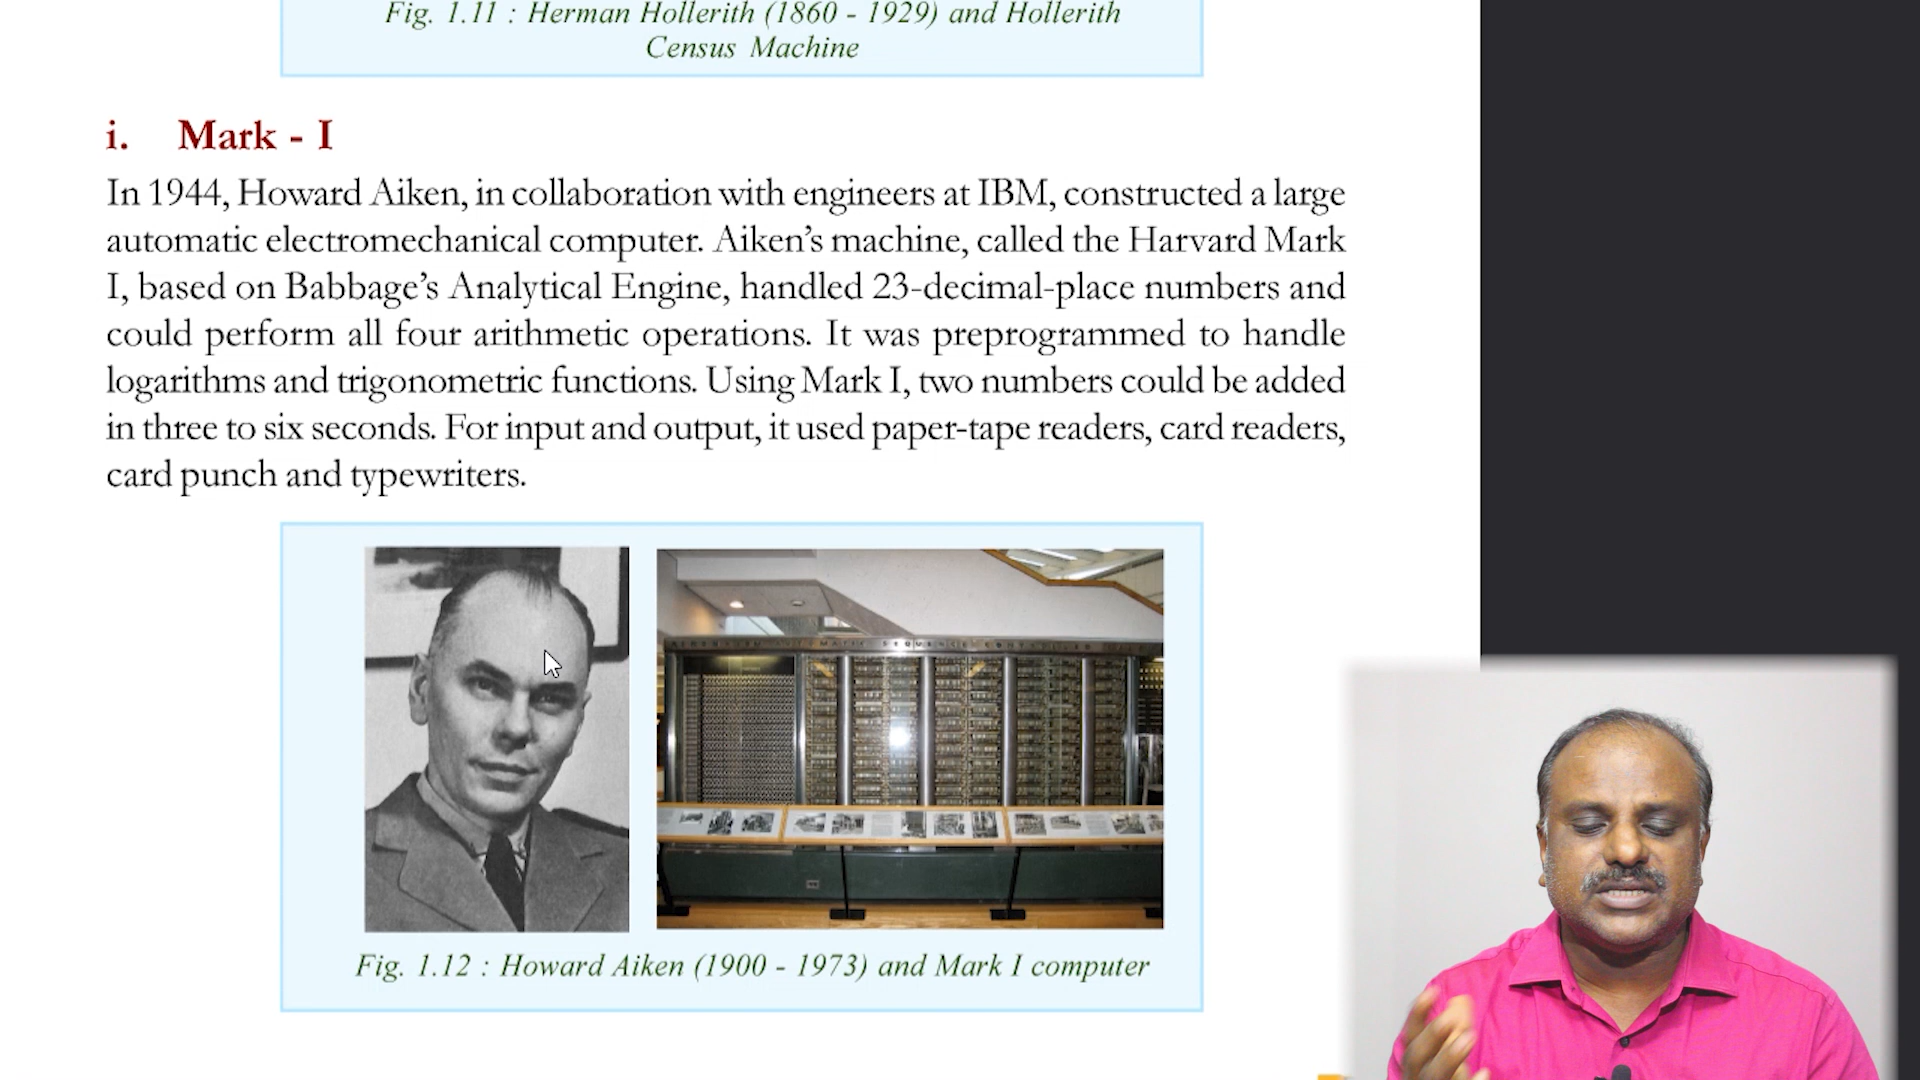 Fig. 1.11 : Herman Hollerith (1860 - 1929) and Hollerith
Census Machine
i. Mark - I
In 1944, Howard Aiken, in collaboration with engineers at IBM, constructed a large
automatic electromechanical computer. Aiken’s machine, called the Harvard Mark
I, based on Babbage’s Analytical Engine, handled 23-decimal-place numbers and
could perform all four arithmetic operations. It was preprogrammed to handle
logarithms and trigonometric functions. Using Mark I, two numbers could be added
in three to six seconds. For input and output, it used paper-tape readers, card readers,
card punch and typewriters.
Fig. 1.12 : Howard Aiken (1900 - 1973) and Mark I computer